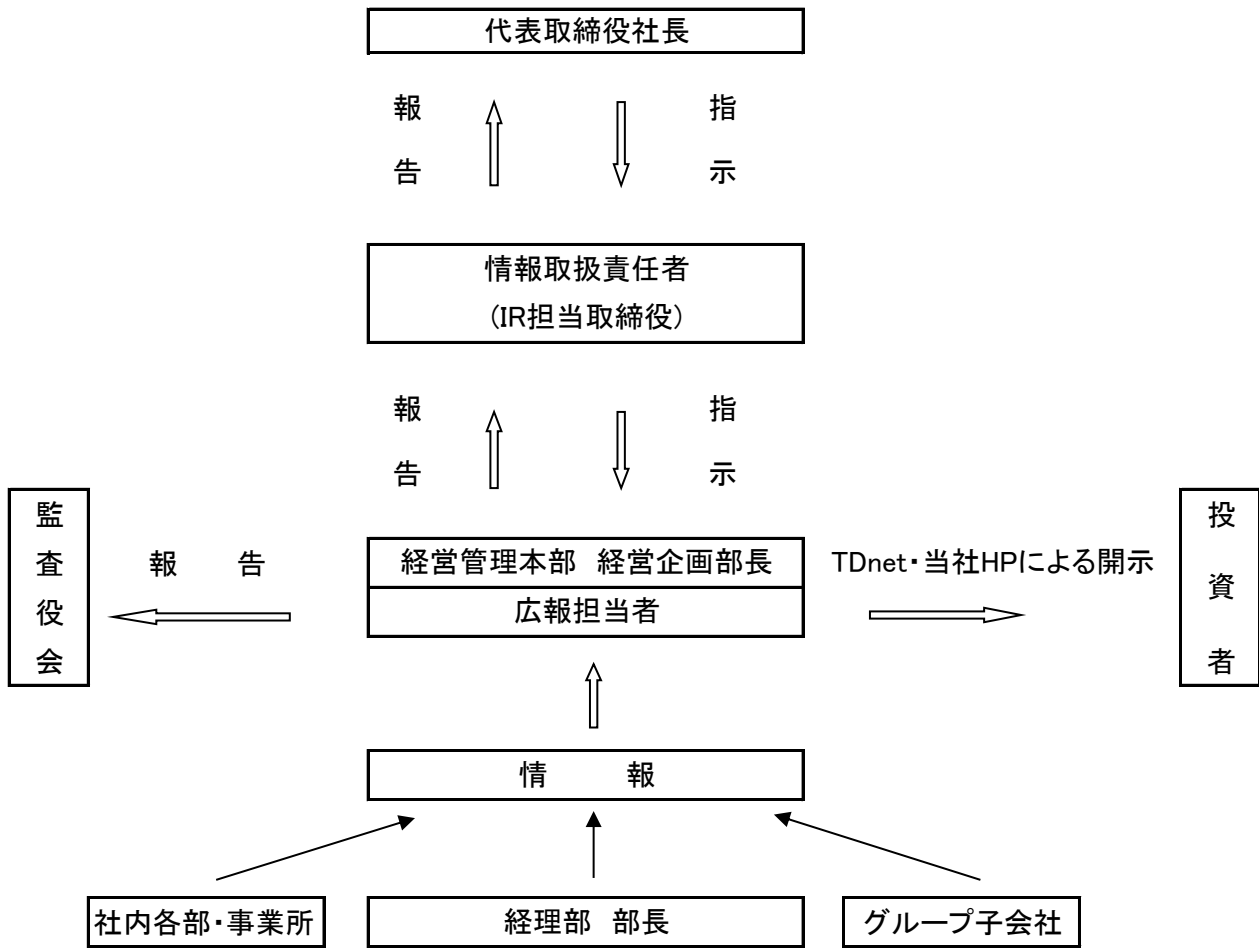 代表取締役社長
報告
指示
情報取扱責任者
(IR担当取締役)
報告
指示
監査役会
報　告
経営管理本部　経営企画部長
広報担当者
TDnet・当社HPによる開示
投資者
情　報
社内各部・事業所
経理部　部長
グループ子会社